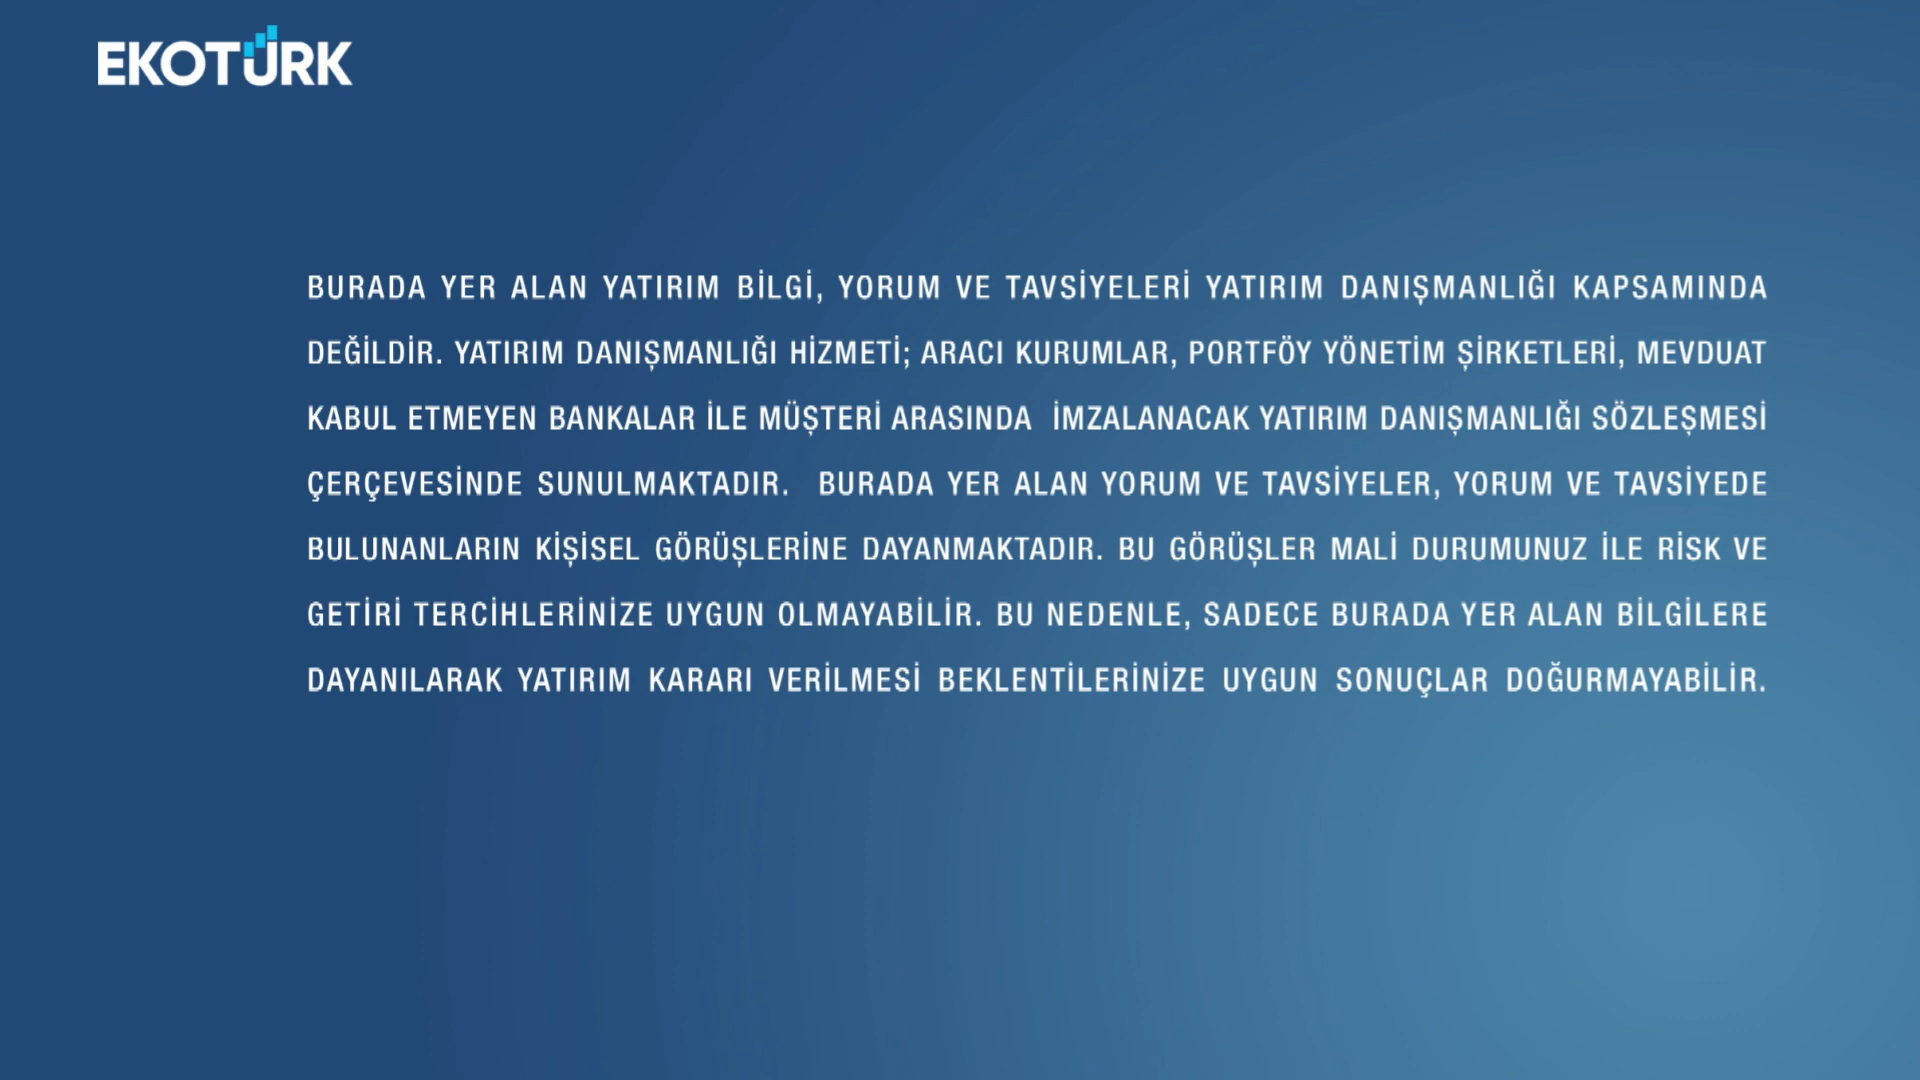 EKOTÜRK
BURADA YER ALAN YATIRIM BİLGİ, YORUM VE TAVSİYELERİ YATIRIM DANIŞMANLIĞI KAPSAMINDA
DEĞİLDİR. YATIRIM DANIŞMANLIĞI HİZMETİ; ARACI KURUMLAR, PORTFÖY YÖNETİM ŞİRKETLERİ, MEVDUAT
KABUL ETMEYEN BANKALAR İLE MÜŞTERİ ARASINDA İMZALANACAK YATIRIM DANIŞMANLIĞI SÖZLEŞMESİ
ÇERÇEVESİNDE SUNULMAKTADIR. BURADA YER ALAN YORUM VE TAVSİYELER, YORUM VE TAVSİYEDE
BULUNANLARIN KİŞİSEL GÖRÜŞLERİNE DAYANMAKTADIR. BU GÖRÜŞLER MALİ DURUMUNUZ İLE RİSK VE
GETİRİ TERCİHLERİNİZE UYGUN OLMAYABİLİR. BU NEDENLE, SADECE BURADA YER ALAN BİLGİLERE
DAYANILARAK YATIRIM KARARI VERİLMESİ BEKLENTİLERİNİZE UYGUN SONUÇLAR DOĞURMAYABİLİR.